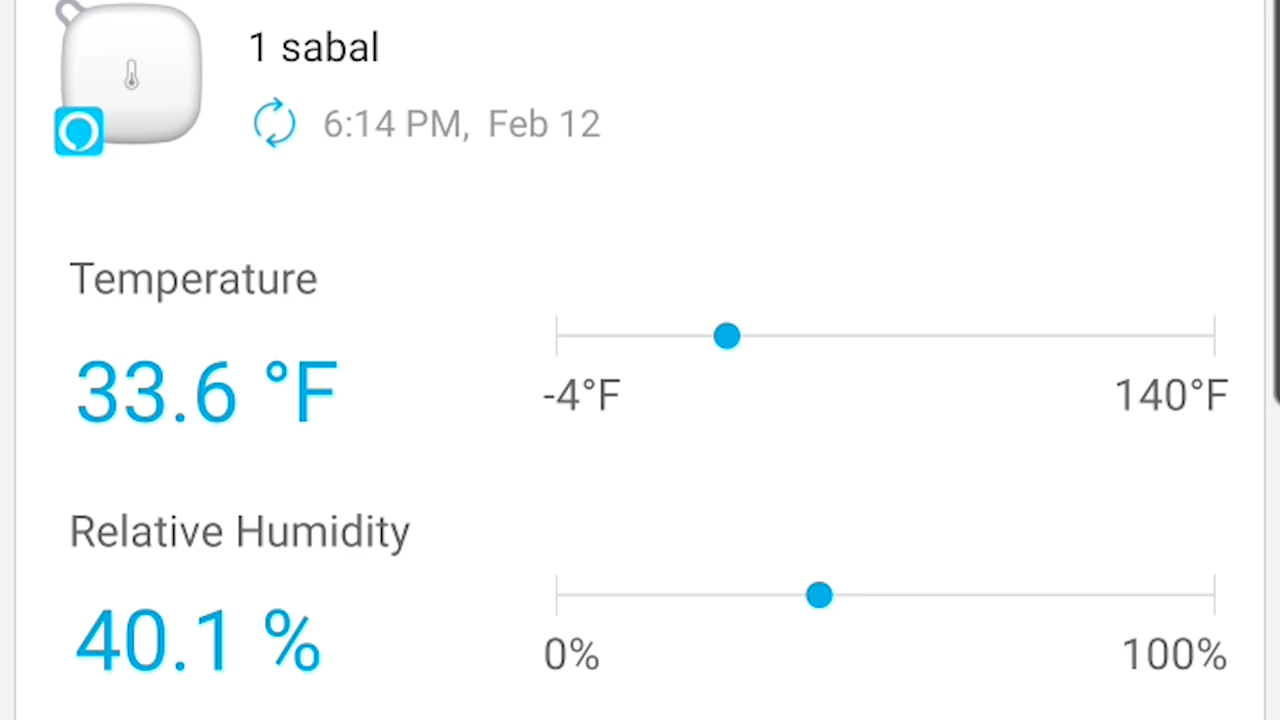 1 sabal
6:14 PM, Feb 12
Temperature
33.6 °F
-4°F
140°F
Relative Humidity
40.1 %
0%
100%